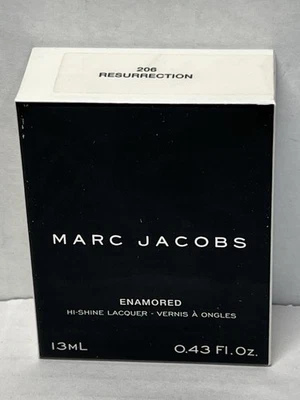 206
RESURRECTION
MARC JACOBS
ENAMORED
HI-SHINE LACQUER - VERNIS À ONGLES
13mL 0.43 Fl.Oz.